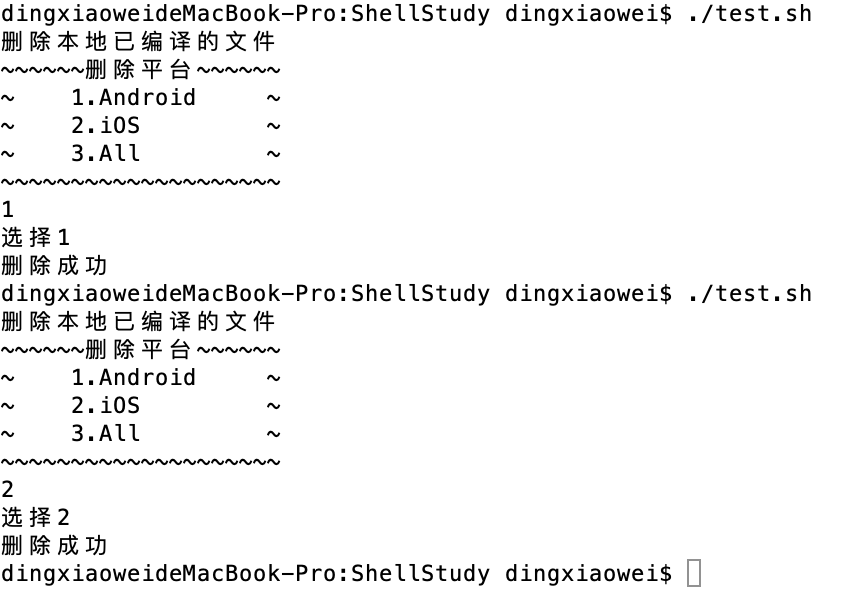 dingxiaoweideMacBook-Pro:ShellStudy dingxiaowei$ ./test.sh
删除本地已编译的文件
~~~~~~删除平台~~~~~~
~    1.Android     ~
~    2.iOS         ~
~    3.All         ~
~~~~~~~~~~~~~~~~~~~~
1
选择1
删除成功
dingxiaoweideMacBook-Pro:ShellStudy dingxiaowei$ ./test.sh
删除本地已编译的文件
~~~~~~删除平台~~~~~~
~    1.Android     ~
~    2.iOS         ~
~    3.All         ~
~~~~~~~~~~~~~~~~~~~~
2
选择2
删除成功
dingxiaoweideMacBook-Pro:ShellStudy dingxiaowei$